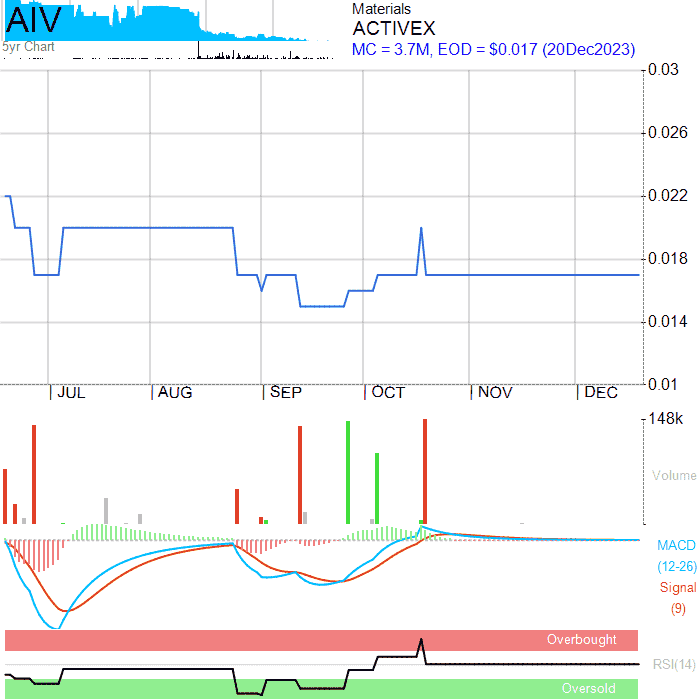 AIV
5yr Chart
Materials
ACTIVEX
MC = 3.7M, EOD = $0.017 (20Dec2023)
0.03
0.026
0.022
0.018
0.014
0.01
JUL AUG SEP OCT NOV DEC
148k
Volume
MACD
(12-26)
Signal
(9)
Overbought
RSI(14)
Oversold